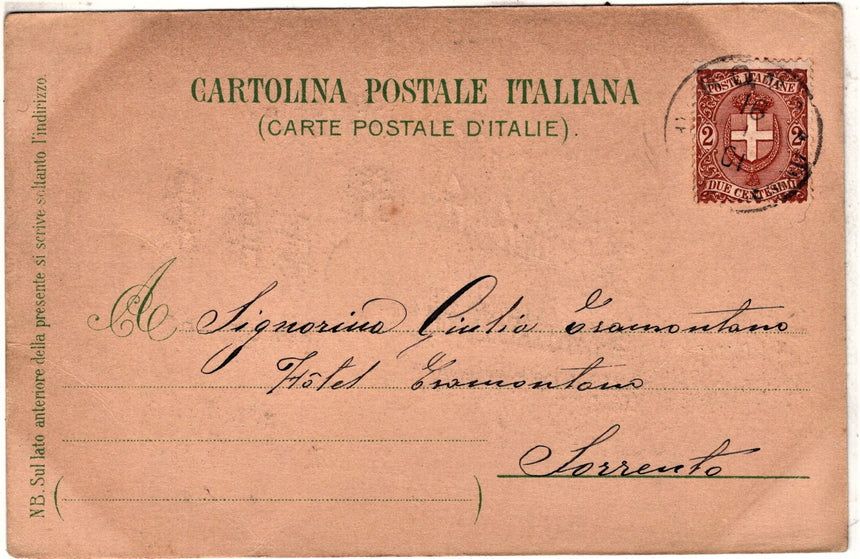 CARTOLINA POSTALE ITALIANA
(CARTE POSTALE D'ITALIE).
POSTE ITALIANE
2 2
DUE CENTESIMI
A Signorina Giulia Tramontano
Hôtel Tramontano
Sorrento
NB. Sul lato anteriore della presente si scrive soltanto l'indirizzo.